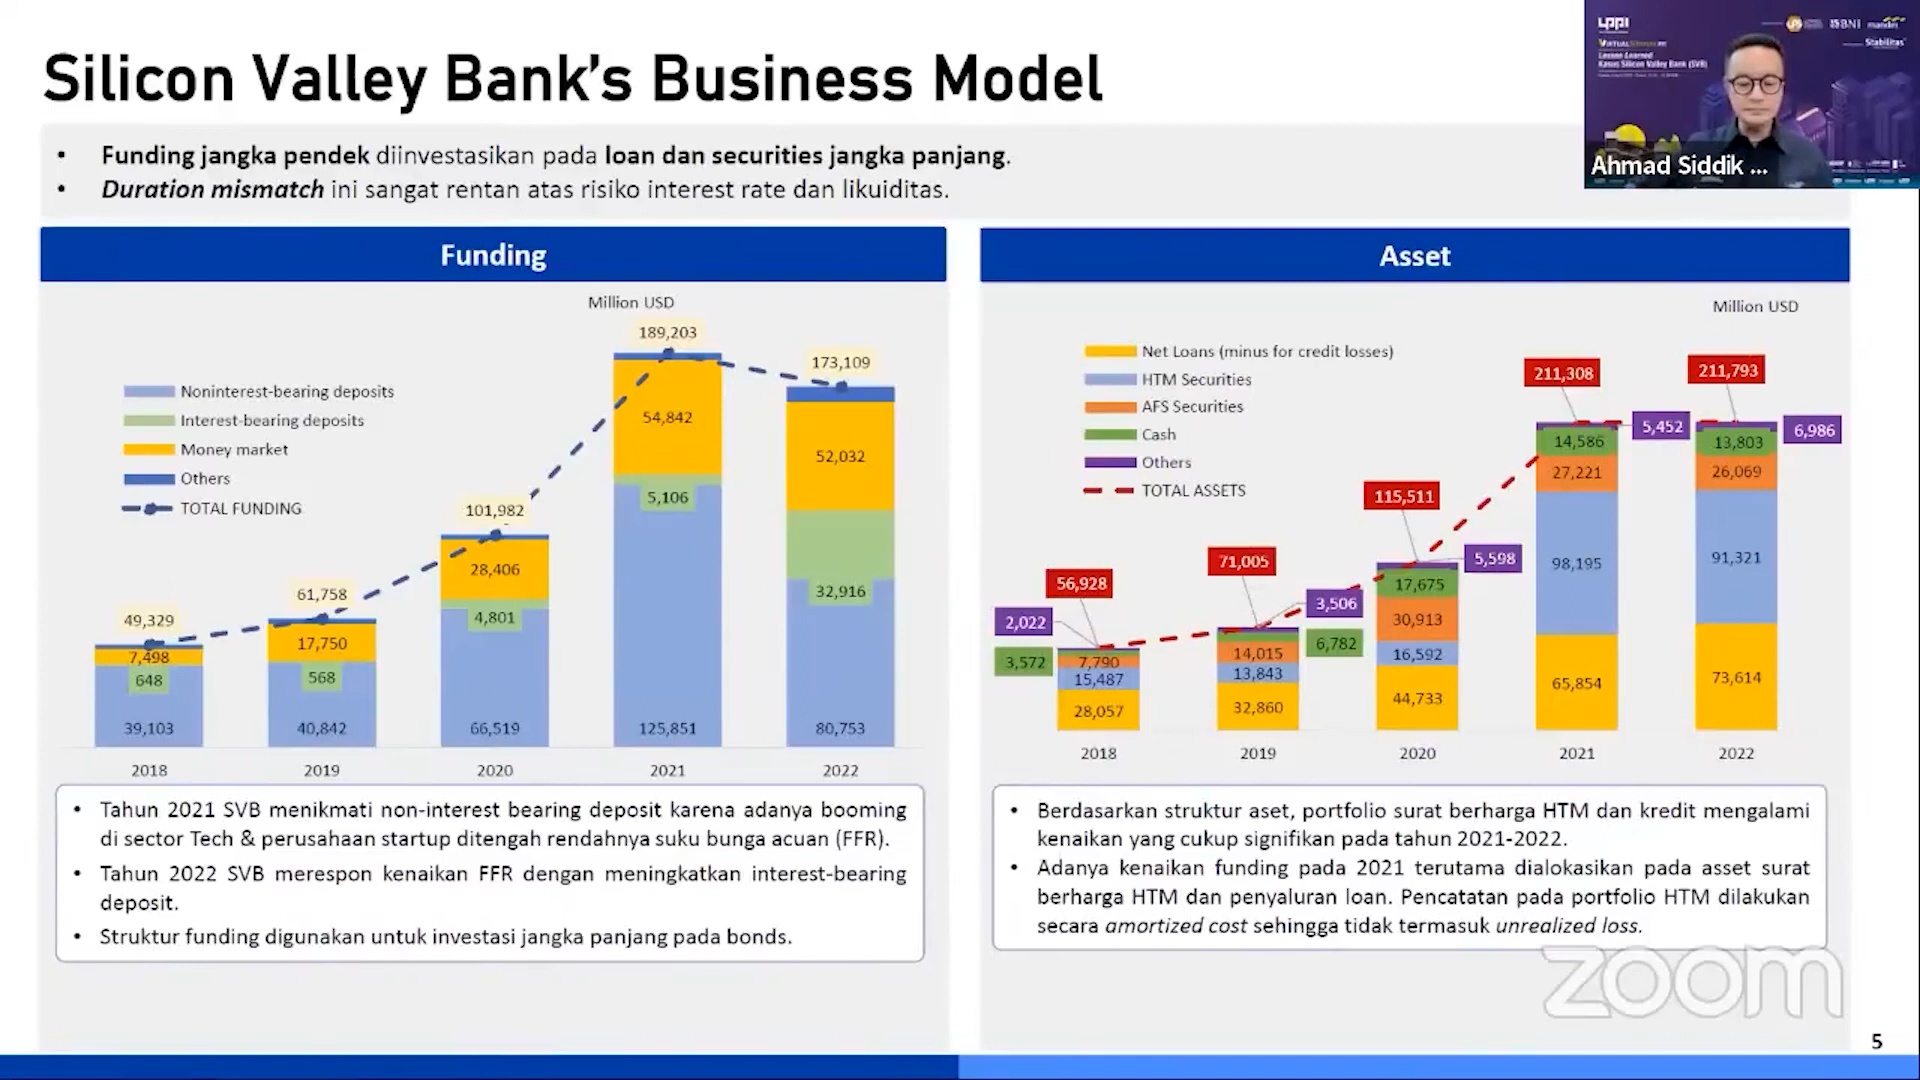 Silicon Valley Bank's Business Model
• Funding jangka pendek diinvestasikan pada loan dan securities jangka panjang.
• Duration mismatch ini sangat rentan atas risiko interest rate dan likuiditas.
LPPI
BNI
mandiri
Stabilitas
Lesson Learned
Kasus Silicon Valley Bank (SVB)
Ahmad Siddik ...
Funding
Million USD
Noninterest-bearing deposits
Interest-bearing deposits
Money market
Others
TOTAL FUNDING
49,329
7,498
648
39,103
61,758
17,750
568
40,842
101,982
28,406
4,801
66,519
189,203
54,842
5,106
125,851
173,109
52,032
32,916
80,753
2018 2019 2020 2021 2022
• Tahun 2021 SVB menikmati non-interest bearing deposit karena adanya booming
di sector Tech & perusahaan startup ditengah rendahnya suku bunga acuan (FFR).
• Tahun 2022 SVB merespon kenaikan FFR dengan meningkatkan interest-bearing
deposit.
• Struktur funding digunakan untuk investasi jangka panjang pada bonds.
Asset
Million USD
Net Loans (minus for credit losses)
HTM Securities
AFS Securities
Cash
Others
TOTAL ASSETS
56,928
2,022
3,572
7,790
15,487
28,057
71,005
3,506
6,782
14,015
13,843
32,860
115,511
5,598
17,675
30,913
16,592
44,733
211,308
5,452
14,586
27,221
98,195
65,854
211,793
6,986
13,803
26,069
91,321
73,614
2018 2019 2020 2021 2022
• Berdasarkan struktur aset, portfolio surat berharga HTM dan kredit mengalami
kenaikan yang cukup signifikan pada tahun 2021-2022.
• Adanya kenaikan funding pada 2021 terutama dialokasikan pada asset surat
berharga HTM dan penyaluran loan. Pencatatan pada portfolio HTM dilakukan
secara amortized cost sehingga tidak termasuk unrealized loss.
zoom
5